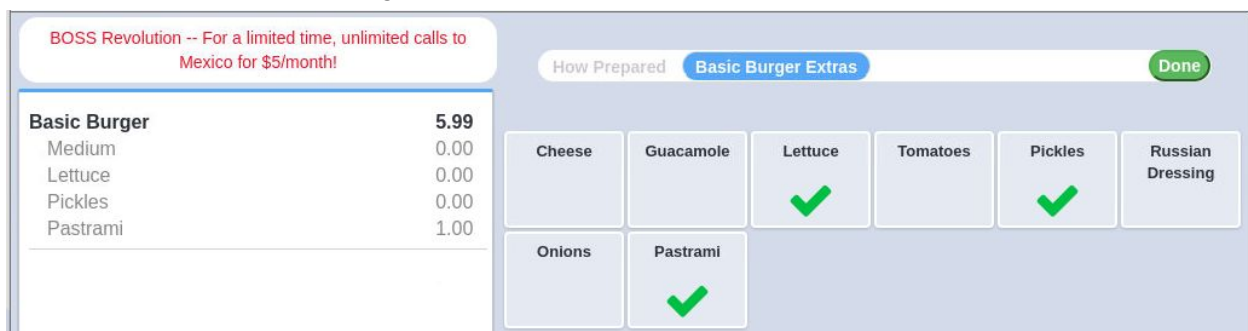 BOSS Revolution -- For a limited time, unlimited calls to
Mexico for $5/month!
How Prepared Basic Burger Extras Done
Basic Burger 5.99
Medium 0.00
Lettuce 0.00
Pickles 0.00
Pastrami 1.00
Cheese Guacamole Lettuce Tomatoes Pickles Russian
Dressing
Onions Pastrami